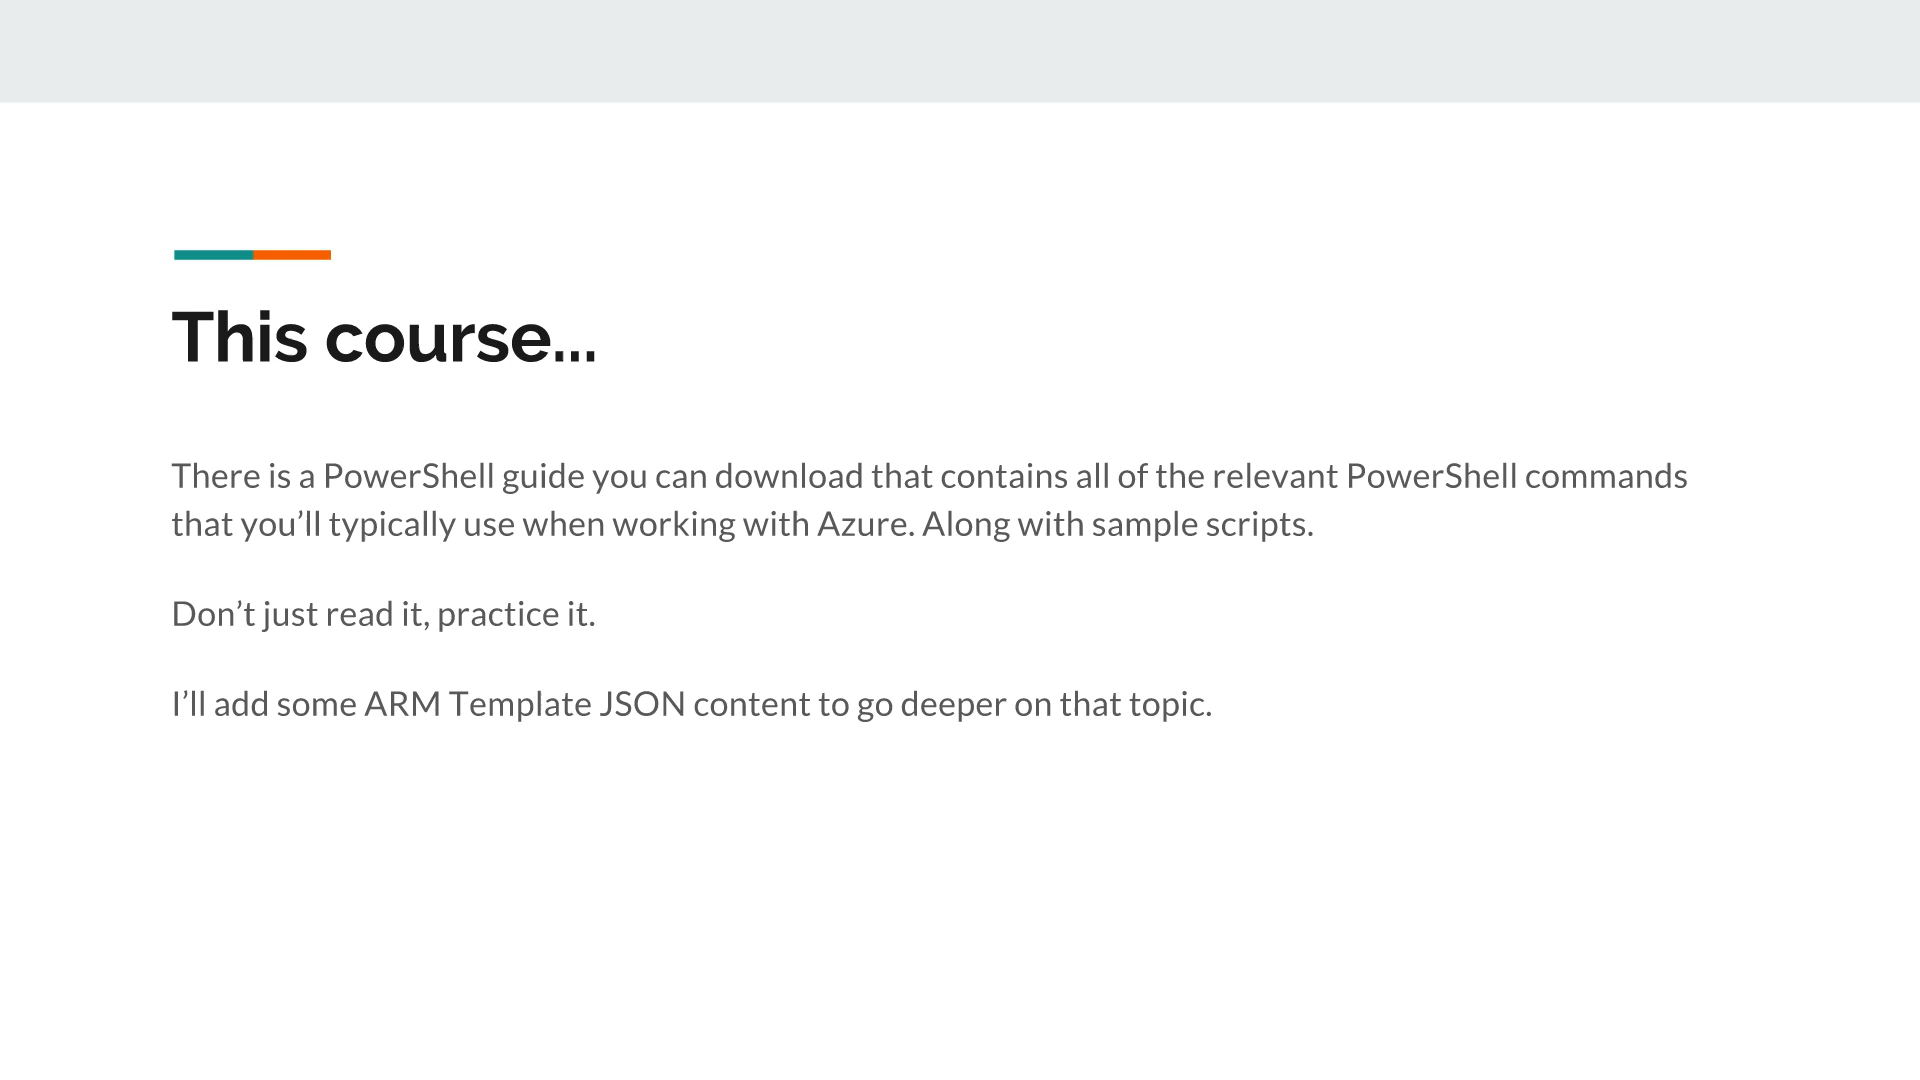 This course...
There is a PowerShell guide you can download that contains all of the relevant PowerShell commands
that you’ll typically use when working with Azure. Along with sample scripts.
Don’t just read it, practice it.
I’ll add some ARM Template JSON content to go deeper on that topic.